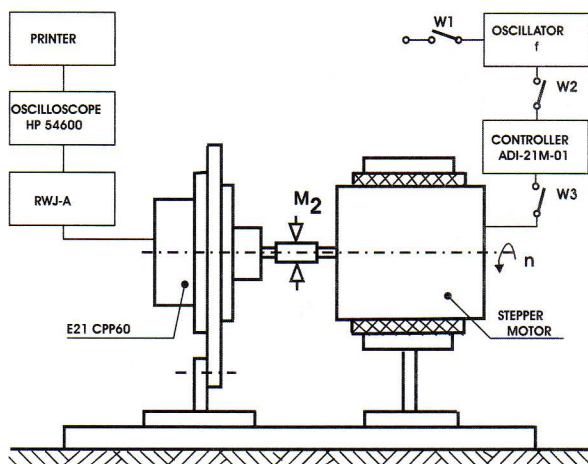 PRINTER
OSCILLOSCOPE
HP 54600
RWJ-A
E21 CPP60
M2
W1
OSCILLATOR
f
W2
CONTROLLER
ADI-21M-01
W3
n
STEPPER
MOTOR